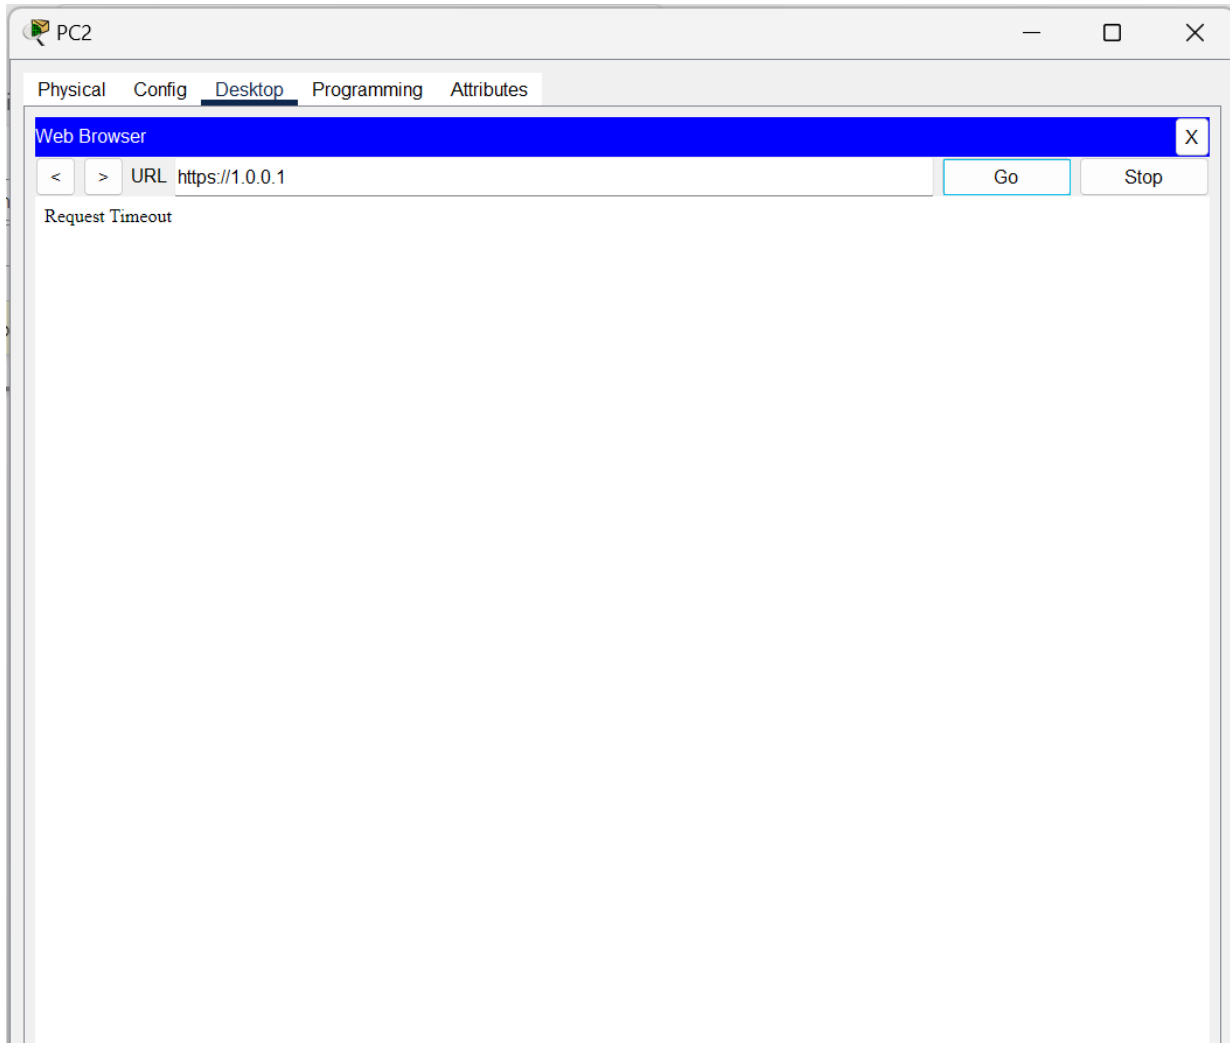 PC2
Physical Config Desktop Programming Attributes
Web Browser X
< > URL https://1.0.0.1 Go Stop
Request Timeout